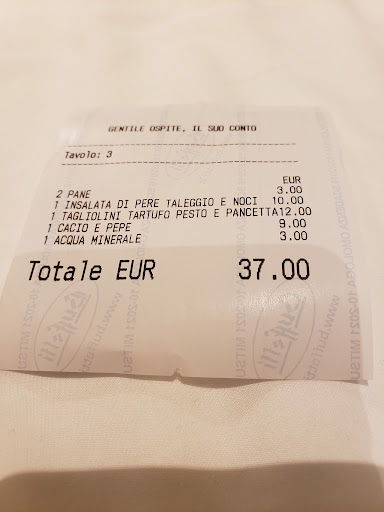 GENTILE OSPITE, IL SUO CONTO
Tavolo: 3
EUR
2 PANE 3.00
1 INSALATA DI PERE TALEGGIO E NOCI 10.00
1 TAGLIOLINI TARTUFO PESTO E PANCETTA12.00
1 CACIO E PEPE 9.00
1 ACQUA MINERALE 3.00
Totale EUR 37.00